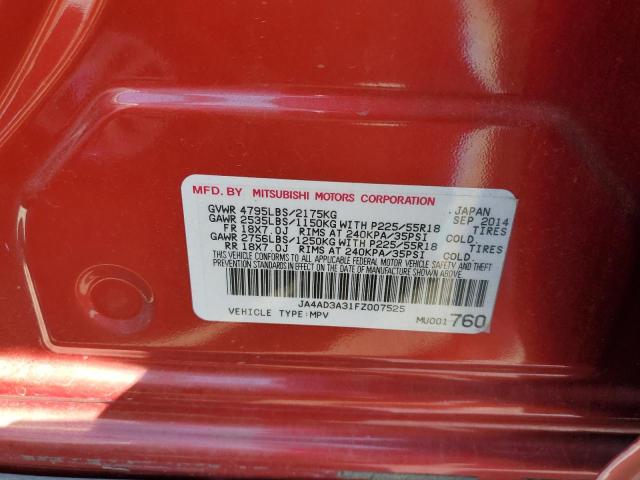 MFD. BY MITSUBISHI MOTORS CORPORATION JAPAN
GVWR 4795LBS/2175KG SEP 2014
GAWR 2535LBS/1150KG WITH P225/55R18 TIRES
FR 18X7.0J RIMS AT 240KPA/35PSI COLD.
GAWR 2756LBS/1250KG WITH P225/55R18 TIRES
RR 18X7.0J RIMS AT 240KPA/35PSI COLD.
THIS VEHICLE CONFORMS TO ALL APPLICABLE FEDERAL MOTOR VEHICLE SAFETY AND
THEFT PREVENTION STANDARDS IN EFFECT ON THE DATE OF MANUFACTURE SHOWN ABOVE.
JA4AD3A31FZ007525
VEHICLE TYPE:MPV MU001760